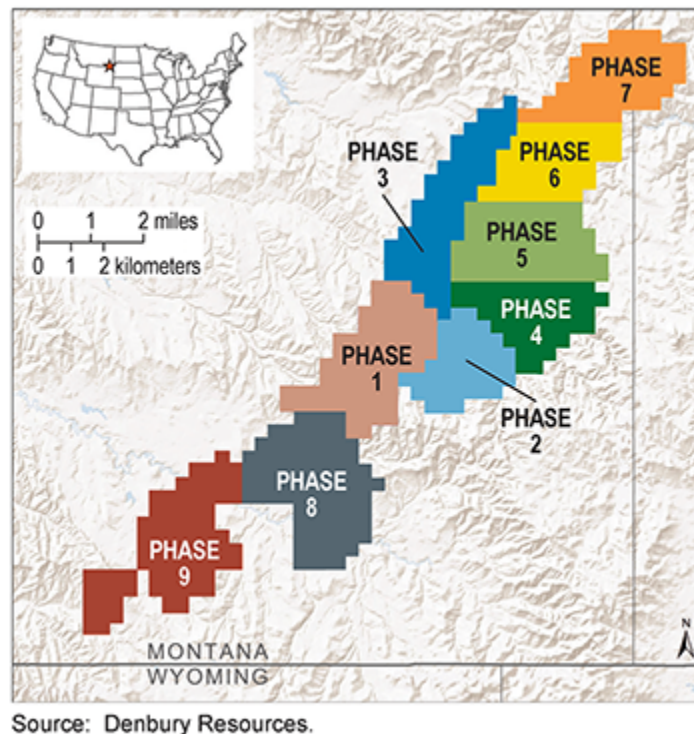 PHASE
7
PHASE
3
PHASE
6
0 1 2 miles
0 1 2 kilometers
PHASE
5
PHASE
4
PHASE
1
PHASE
2
PHASE
8
PHASE
9
N
MONTANA
WYOMING
Source: Denbury Resources.